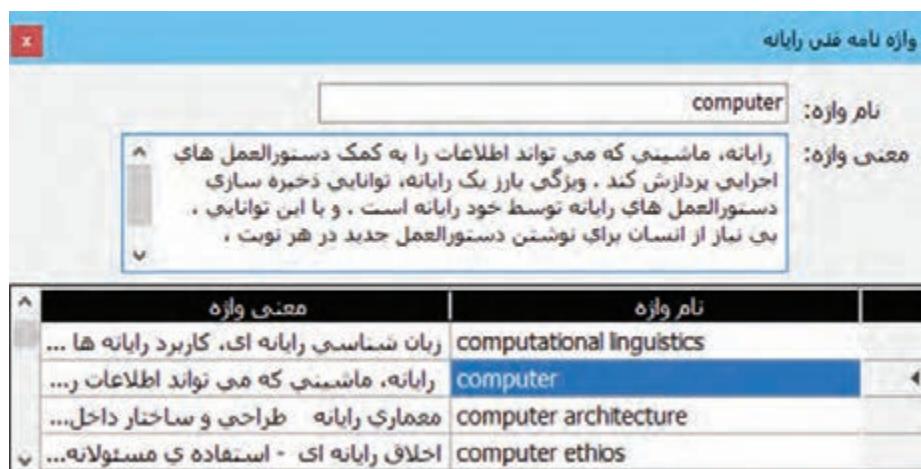 واژه نامه فنی رایانه
x
نام واژه: computer
معنی واژه: رایانه، ماشینی که می تواند اطلاعات را به کمک دستورالعمل های
اجرایی پردازش کند . ویژگی بارز یک رایانه، توانایی ذخیره سازی
دستورالعمل های رایانه توسط خود رایانه است . و با این توانایی ،
بی نیاز از انسان برای نوشتن دستورالعمل جدید در هر نوبت ،
نام واژه معنی واژه
computational linguistics زبان شناسی رایانه ای، کاربرد رایانه ها ...
computer رایانه، ماشینی که می تواند اطلاعات ر...
computer architecture معماری رایانه طراحی و ساختار داخل...
computer ethios اخلاق رایانه ای - استفاده ی مسئولانه...